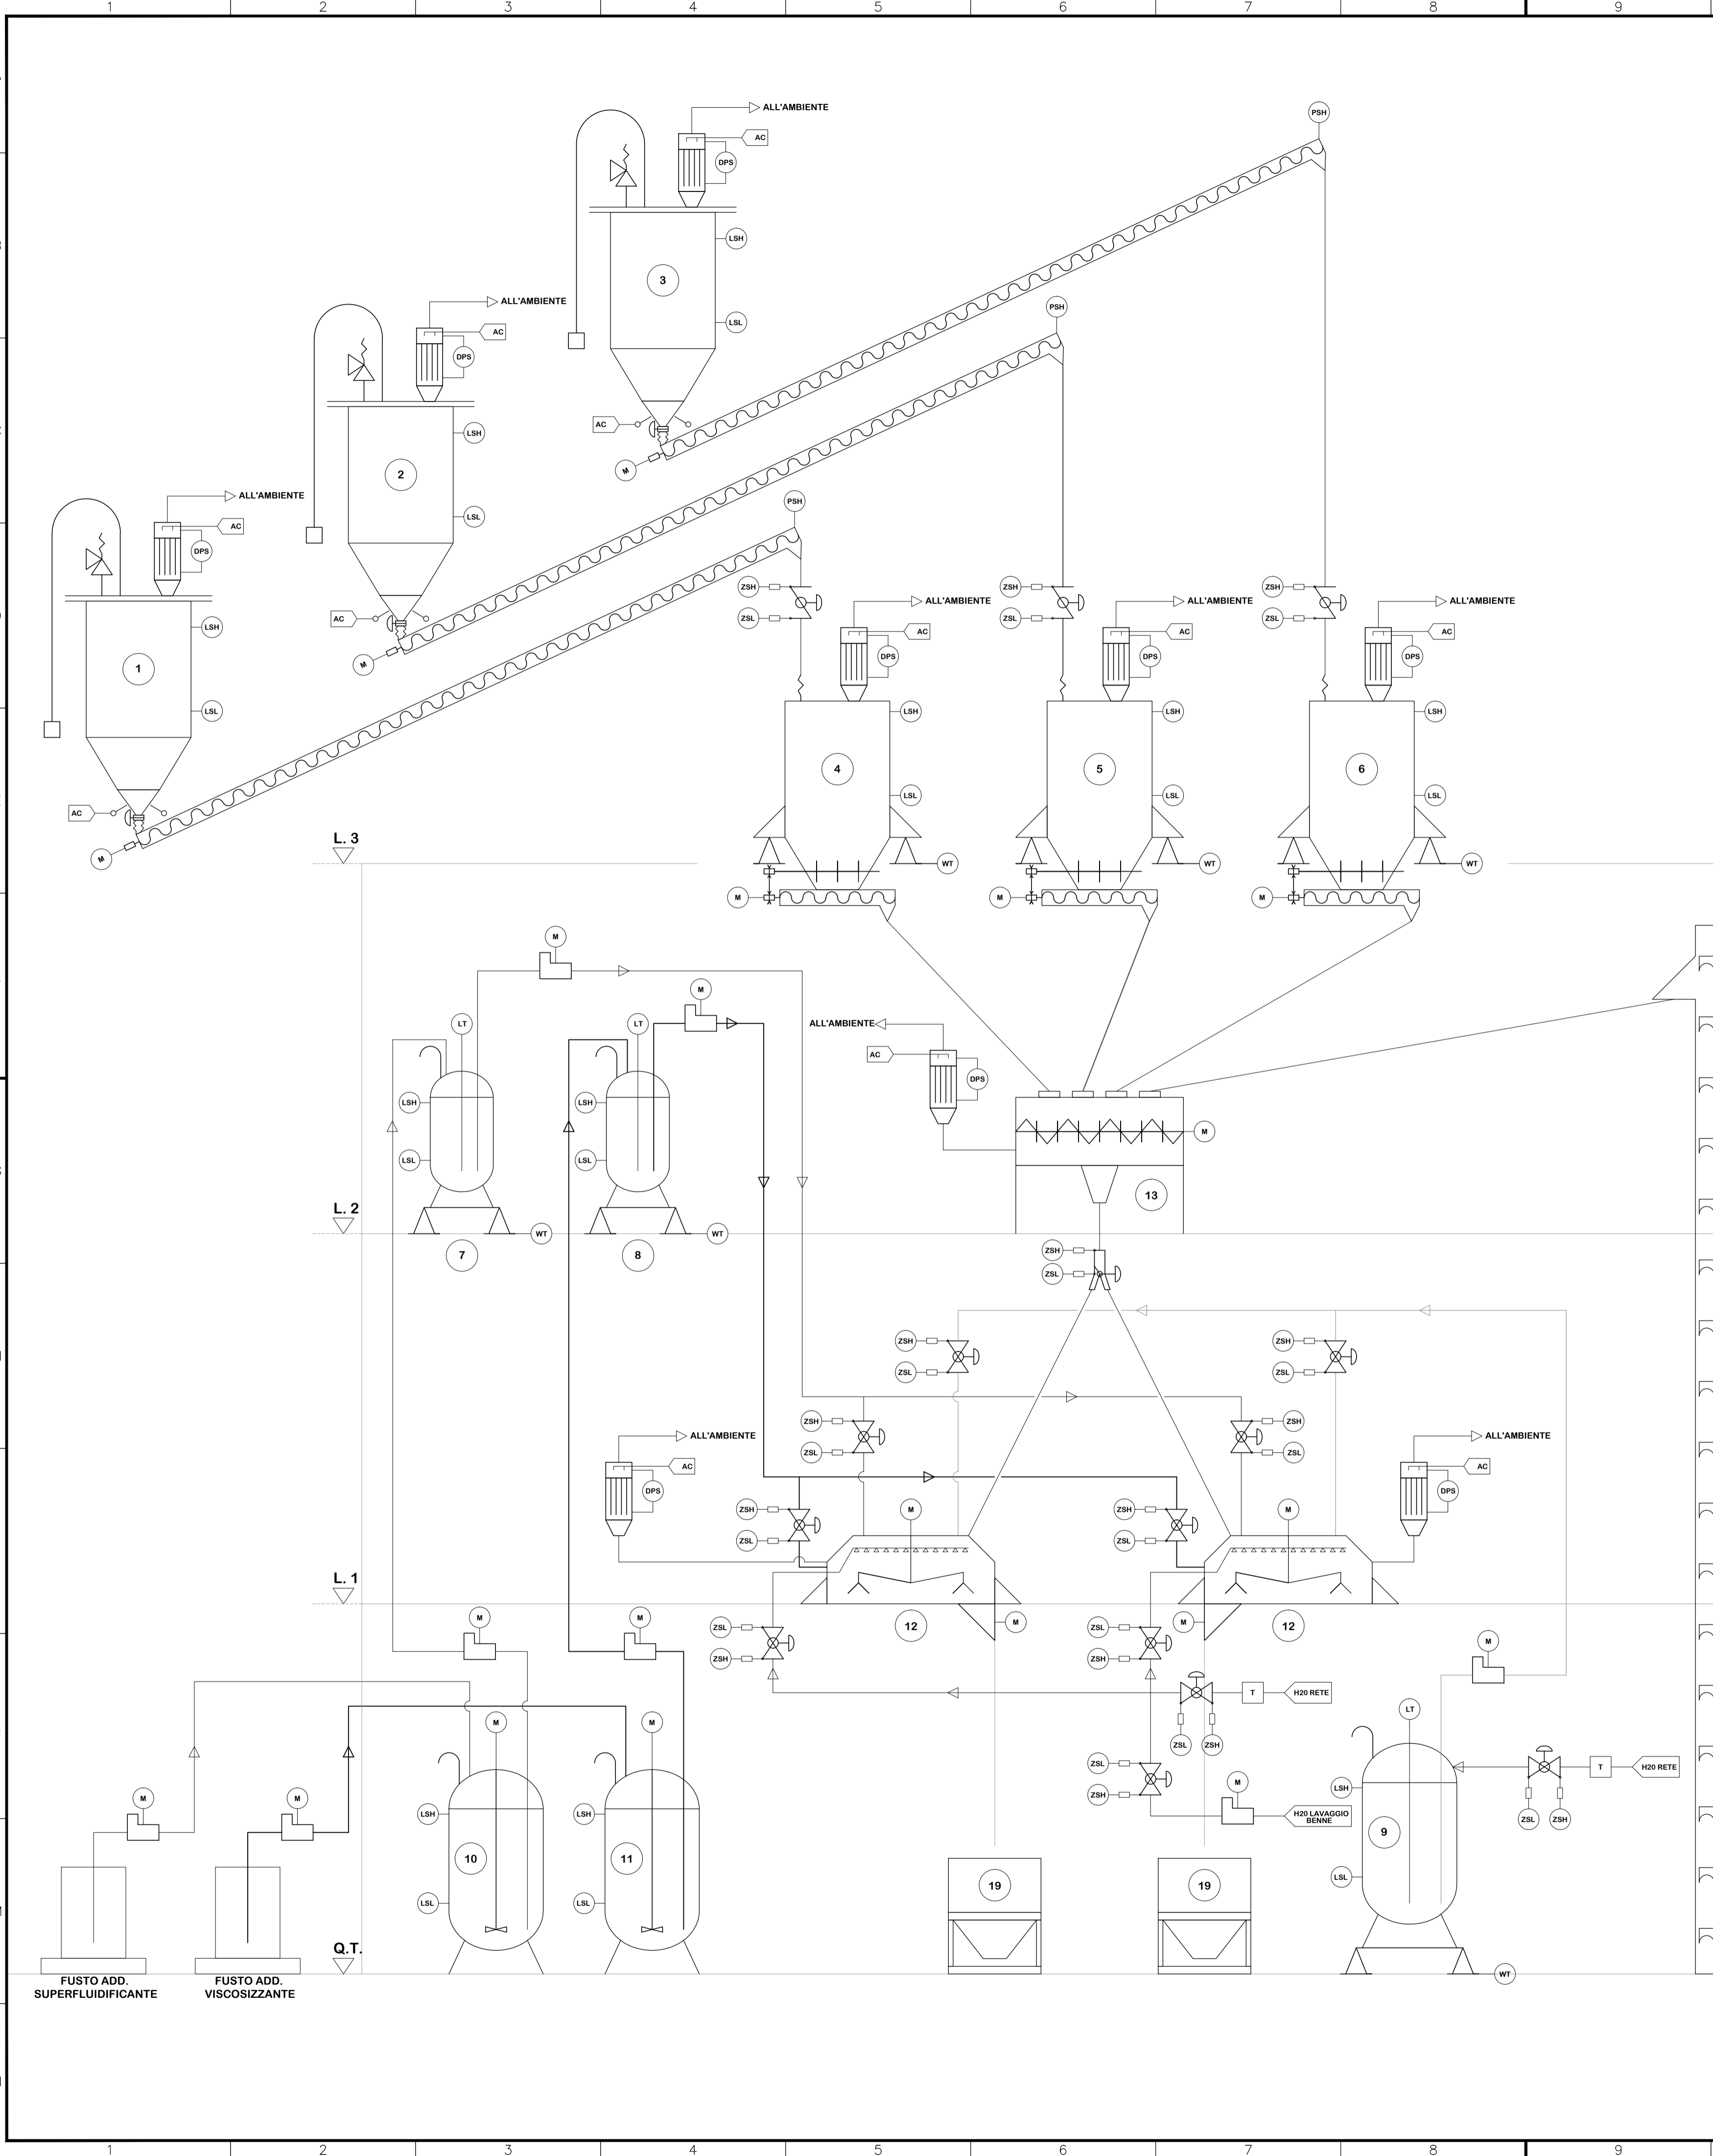 1 2 3 4 5 6 7 8 9
ALL'AMBIENTE
AC
DPS
PSH
LSH
3
LSL
AC
M
ALL'AMBIENTE
AC
DPS
PSH
LSH
2
LSL
AC
M
ALL'AMBIENTE
AC
DPS
PSH
LSH
1
LSL
AC
M
ZSH ZSH ZSH
ALL'AMBIENTE ALL'AMBIENTE ALL'AMBIENTE
ZSL ZSL ZSL
AC AC AC
DPS DPS DPS
LSH LSH LSH
4 5 6
LSL LSL LSL
L. 3
WT WT WT
M M M
M
M
LT LT
ALL'AMBIENTE
AC
DPS
LSH LSH
M
LSL LSL
13
L. 2
WT WT
7 8
ZSH
ZSL
ZSH ZSH
ZSL ZSL
ZSH ZSH
ZSL ZSL
ALL'AMBIENTE ALL'AMBIENTE
AC AC
DPS DPS
ZSH M ZSH M
ZSL ZSL
L. 1
M M
ZSL 12 M ZSL M 12
ZSH ZSH
M
T H20 RETE
LT
M M
ZSL ZSH
ZSL
T H20 RETE
M M
ZSH M LSH
LSH LSH
H20 LAVAGGIO
BENNE
ZSL ZSH
9
10 11
LSL
19 19
LSL LSL
Q.T.
WT
FUSTO ADD.
SUPERFLUIDIFICANTE
FUSTO ADD.
VISCOSIZZANTE
1 2 3 4 5 6 7 8 9